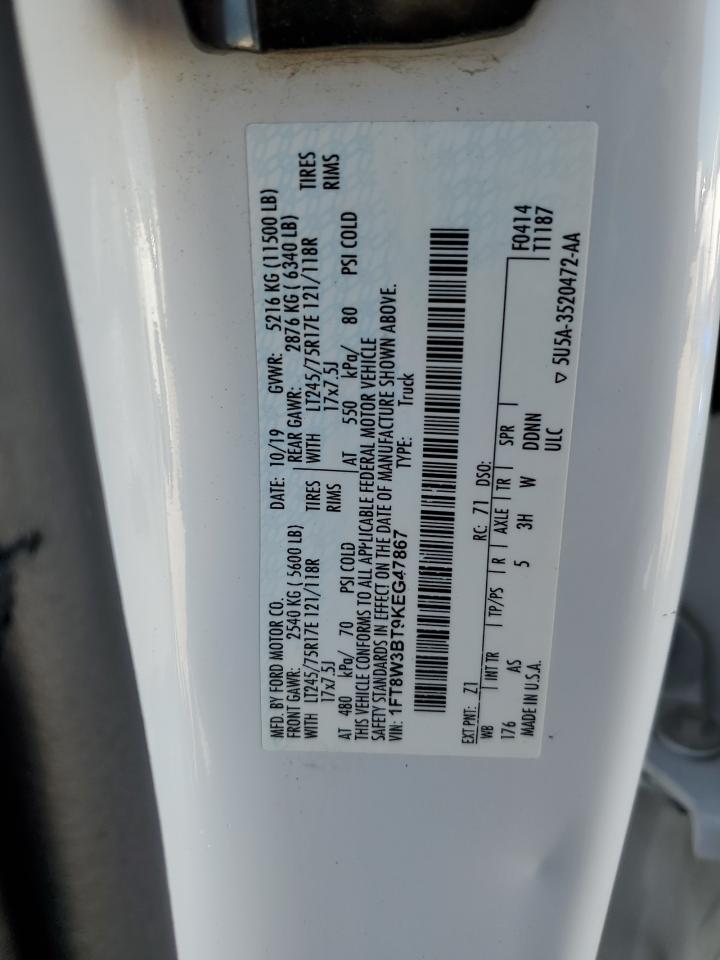 MFD. BY FORD MOTOR CO. DATE: 10/19 GVWR: 5216 KG (11500 LB)
FRONT GAWR: 2540 KG ( 5600 LB) REAR GAWR: 2876 KG ( 6340 LB)
WITH LT245/75R17E 121/118R TIRES WITH LT245/75R17E 121/118R TIRES
17x7.5J RIMS 17x7.5J RIMS
AT 480 kPa/ 70 PSI COLD AT 550 kPa/ 80 PSI COLD
THIS VEHICLE CONFORMS TO ALL APPLICABLE FEDERAL MOTOR VEHICLE
SAFETY STANDARDS IN EFFECT ON THE DATE OF MANUFACTURE SHOWN ABOVE.
VIN: 1FT8W3BT9KEG47867 TYPE: Truck
EXT PNT: Z1 RC: 71 DSO: F0414
WB INT TR TP/PS R AXLE TR SPR T1187
176 AS 5 3H W DDNN
MADE IN U.S.A. ULC ▽ 5U5A-3520472-AA